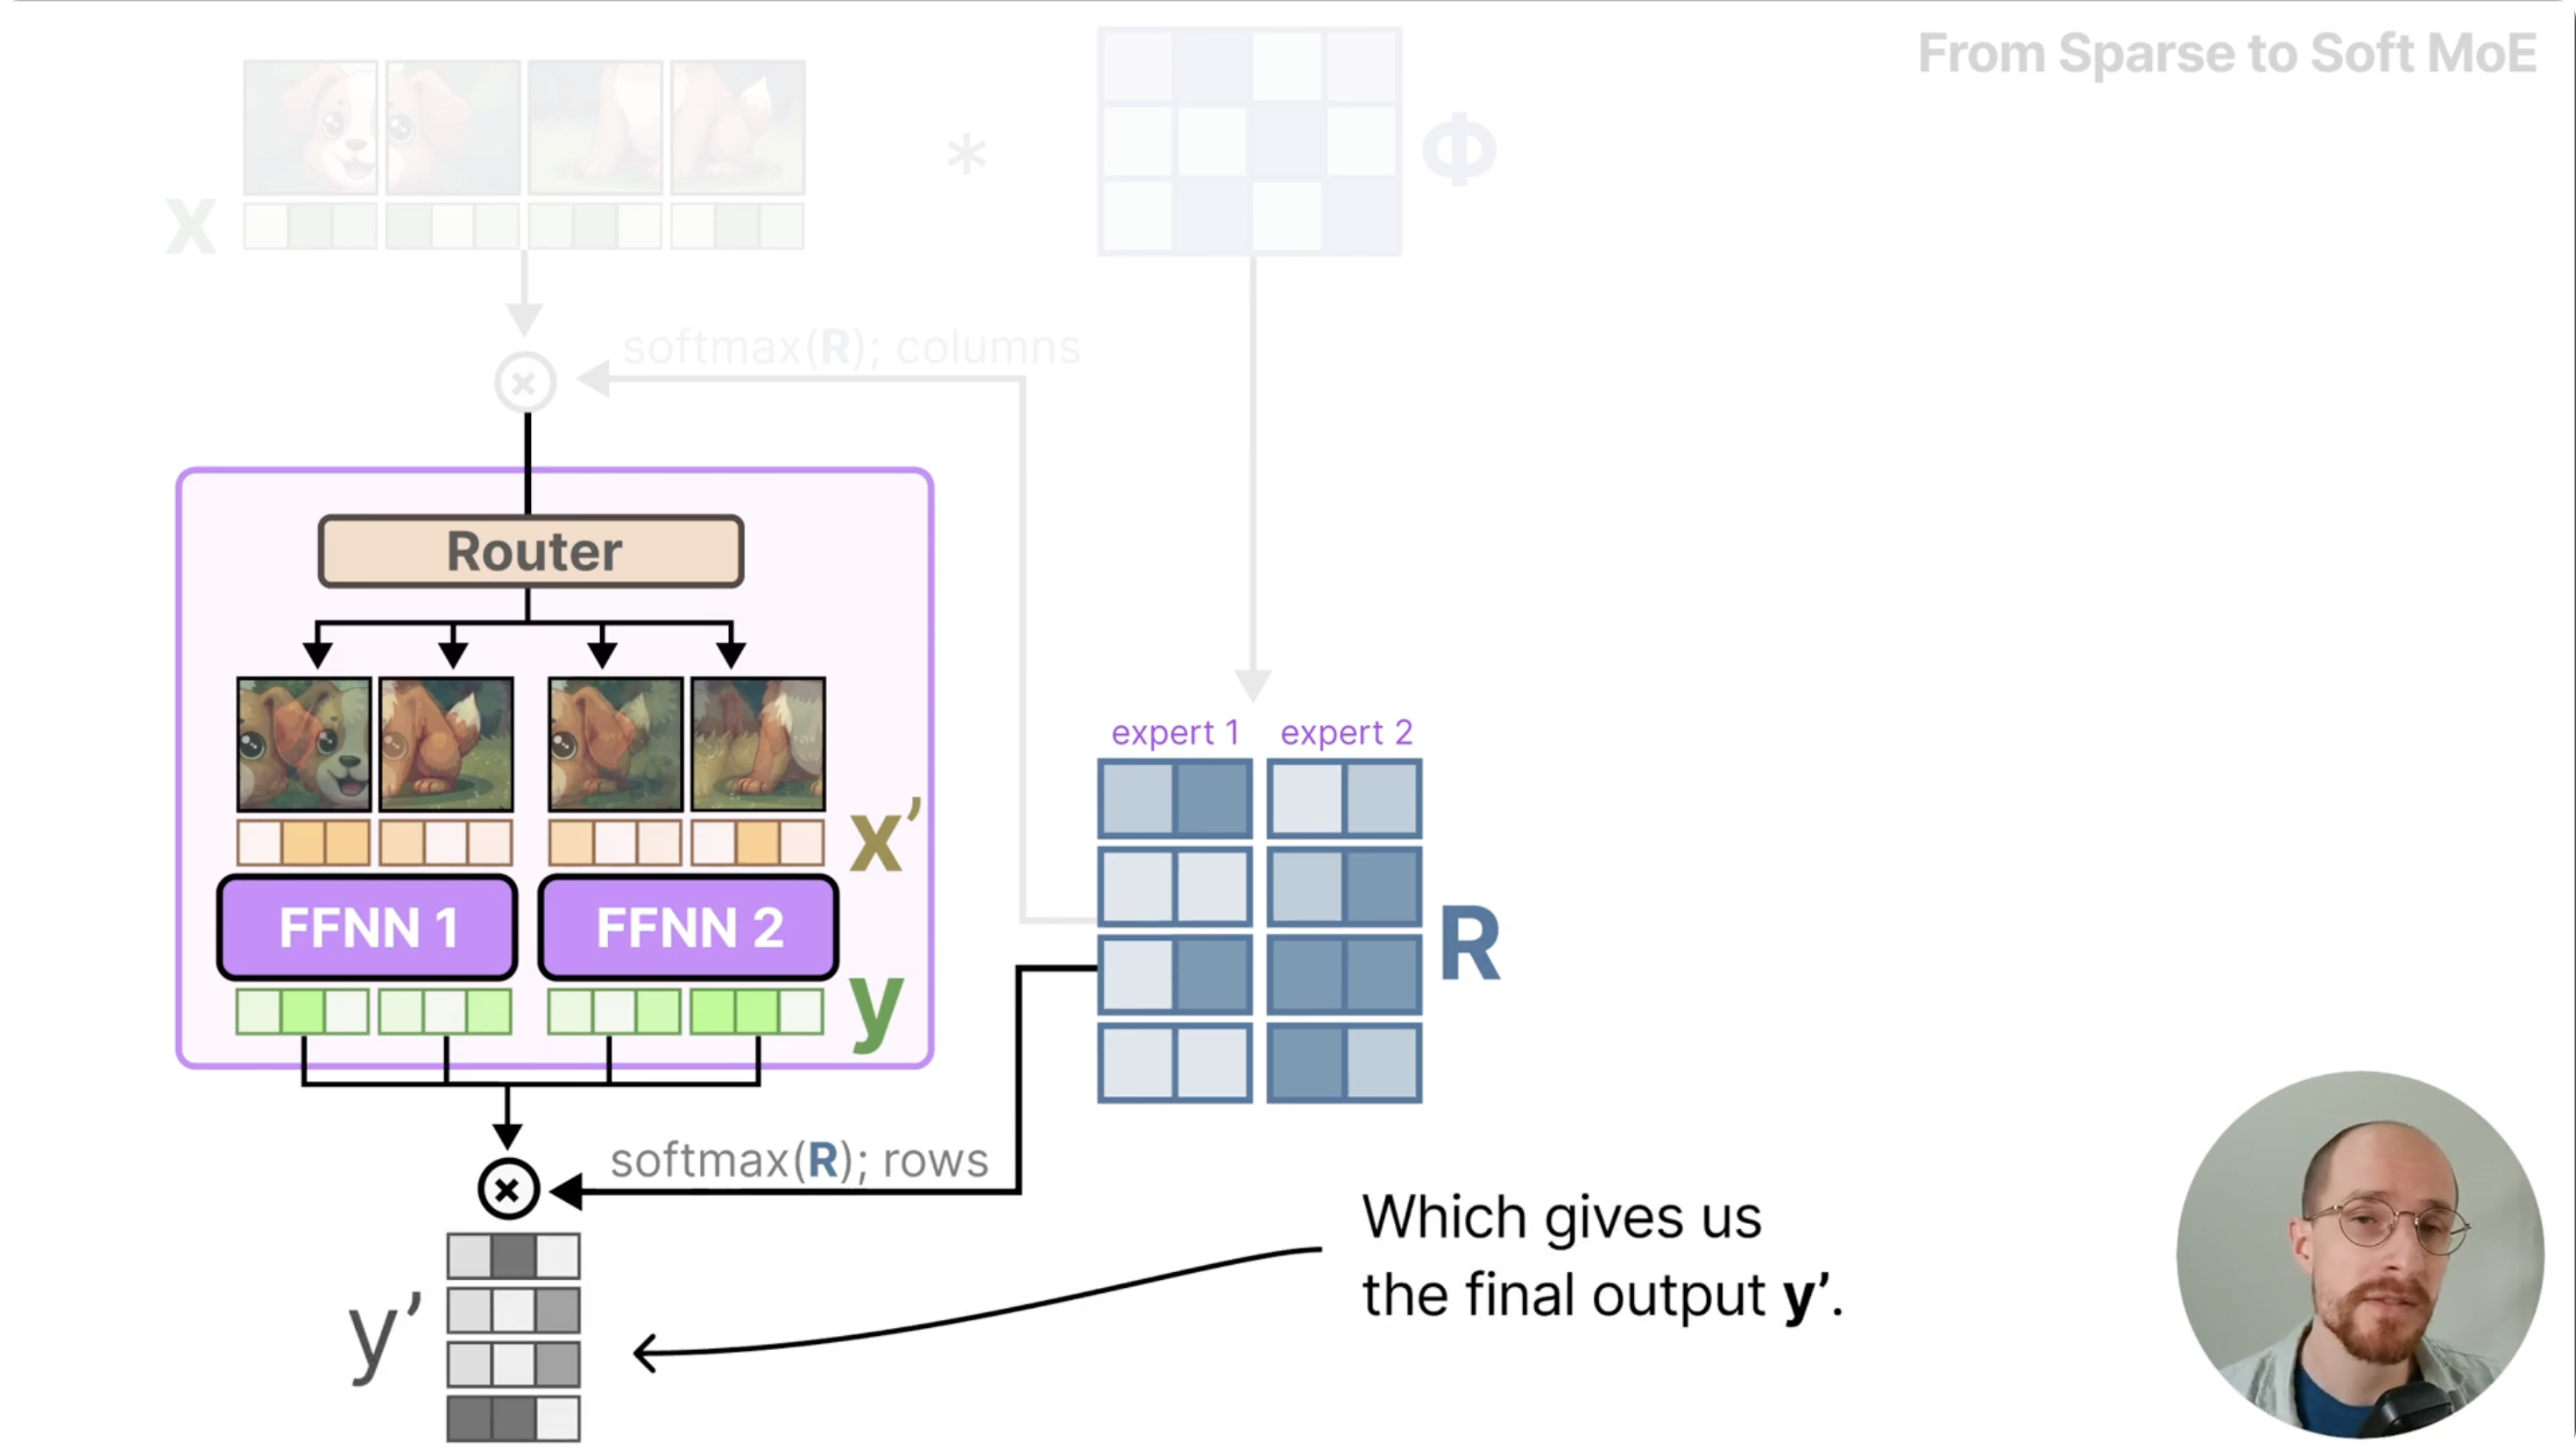 From Sparse to Soft MoE
x
*
Φ
softmax(R); columns
Router
expert 1 expert 2
x’
FFNN 1 FFNN 2
R
y
softmax(R); rows
Which gives us
the final output y’.
y’